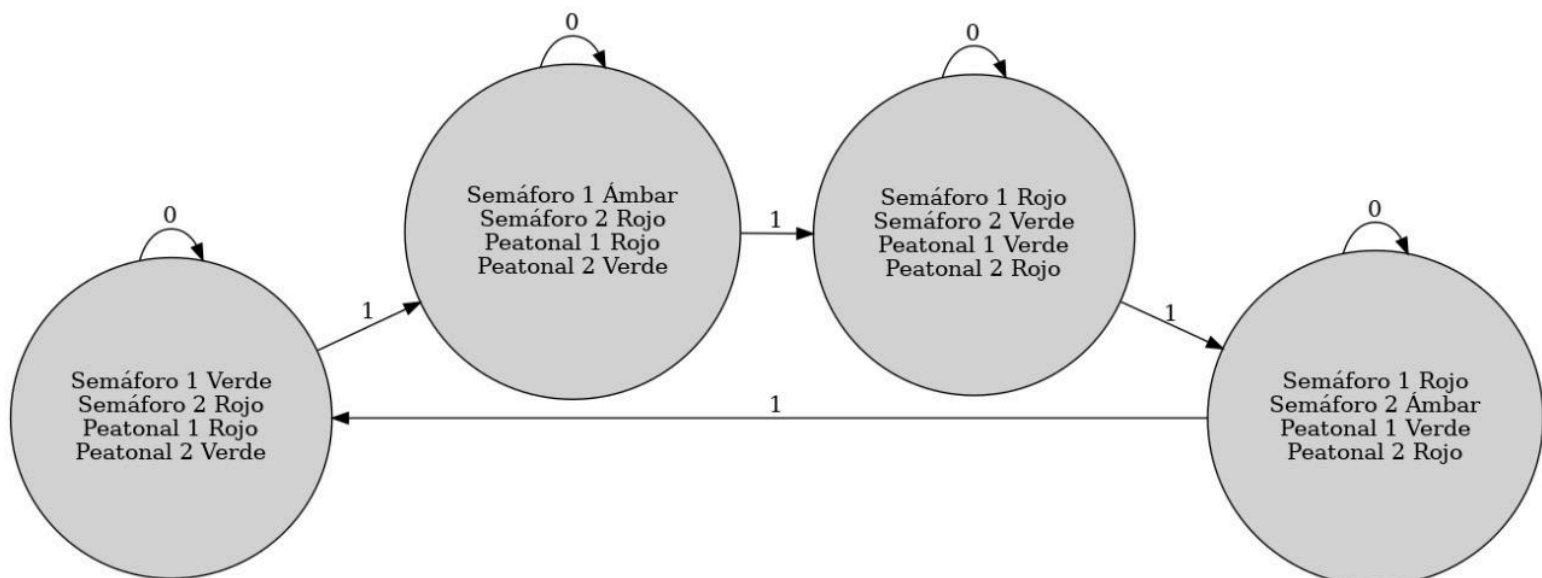 0
0
0
0
Semáforo 1 Ámbar
Semáforo 2 Rojo
Peatonal 1 Rojo
Peatonal 2 Verde
1
Semáforo 1 Rojo
Semáforo 2 Verde
Peatonal 1 Verde
Peatonal 2 Rojo
1
1
Semáforo 1 Verde
Semáforo 2 Rojo
Peatonal 1 Rojo
Peatonal 2 Verde
1
Semáforo 1 Rojo
Semáforo 2 Ámbar
Peatonal 1 Verde
Peatonal 2 Rojo